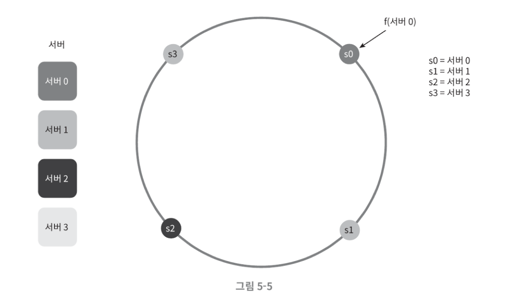 서버
서버 0
서버 1
서버 2
서버 3
s3
s0
s2
s1
f(서버 0)
s0 = 서버 0
s1 = 서버 1
s2 = 서버 2
s3 = 서버 3
그림 5-5